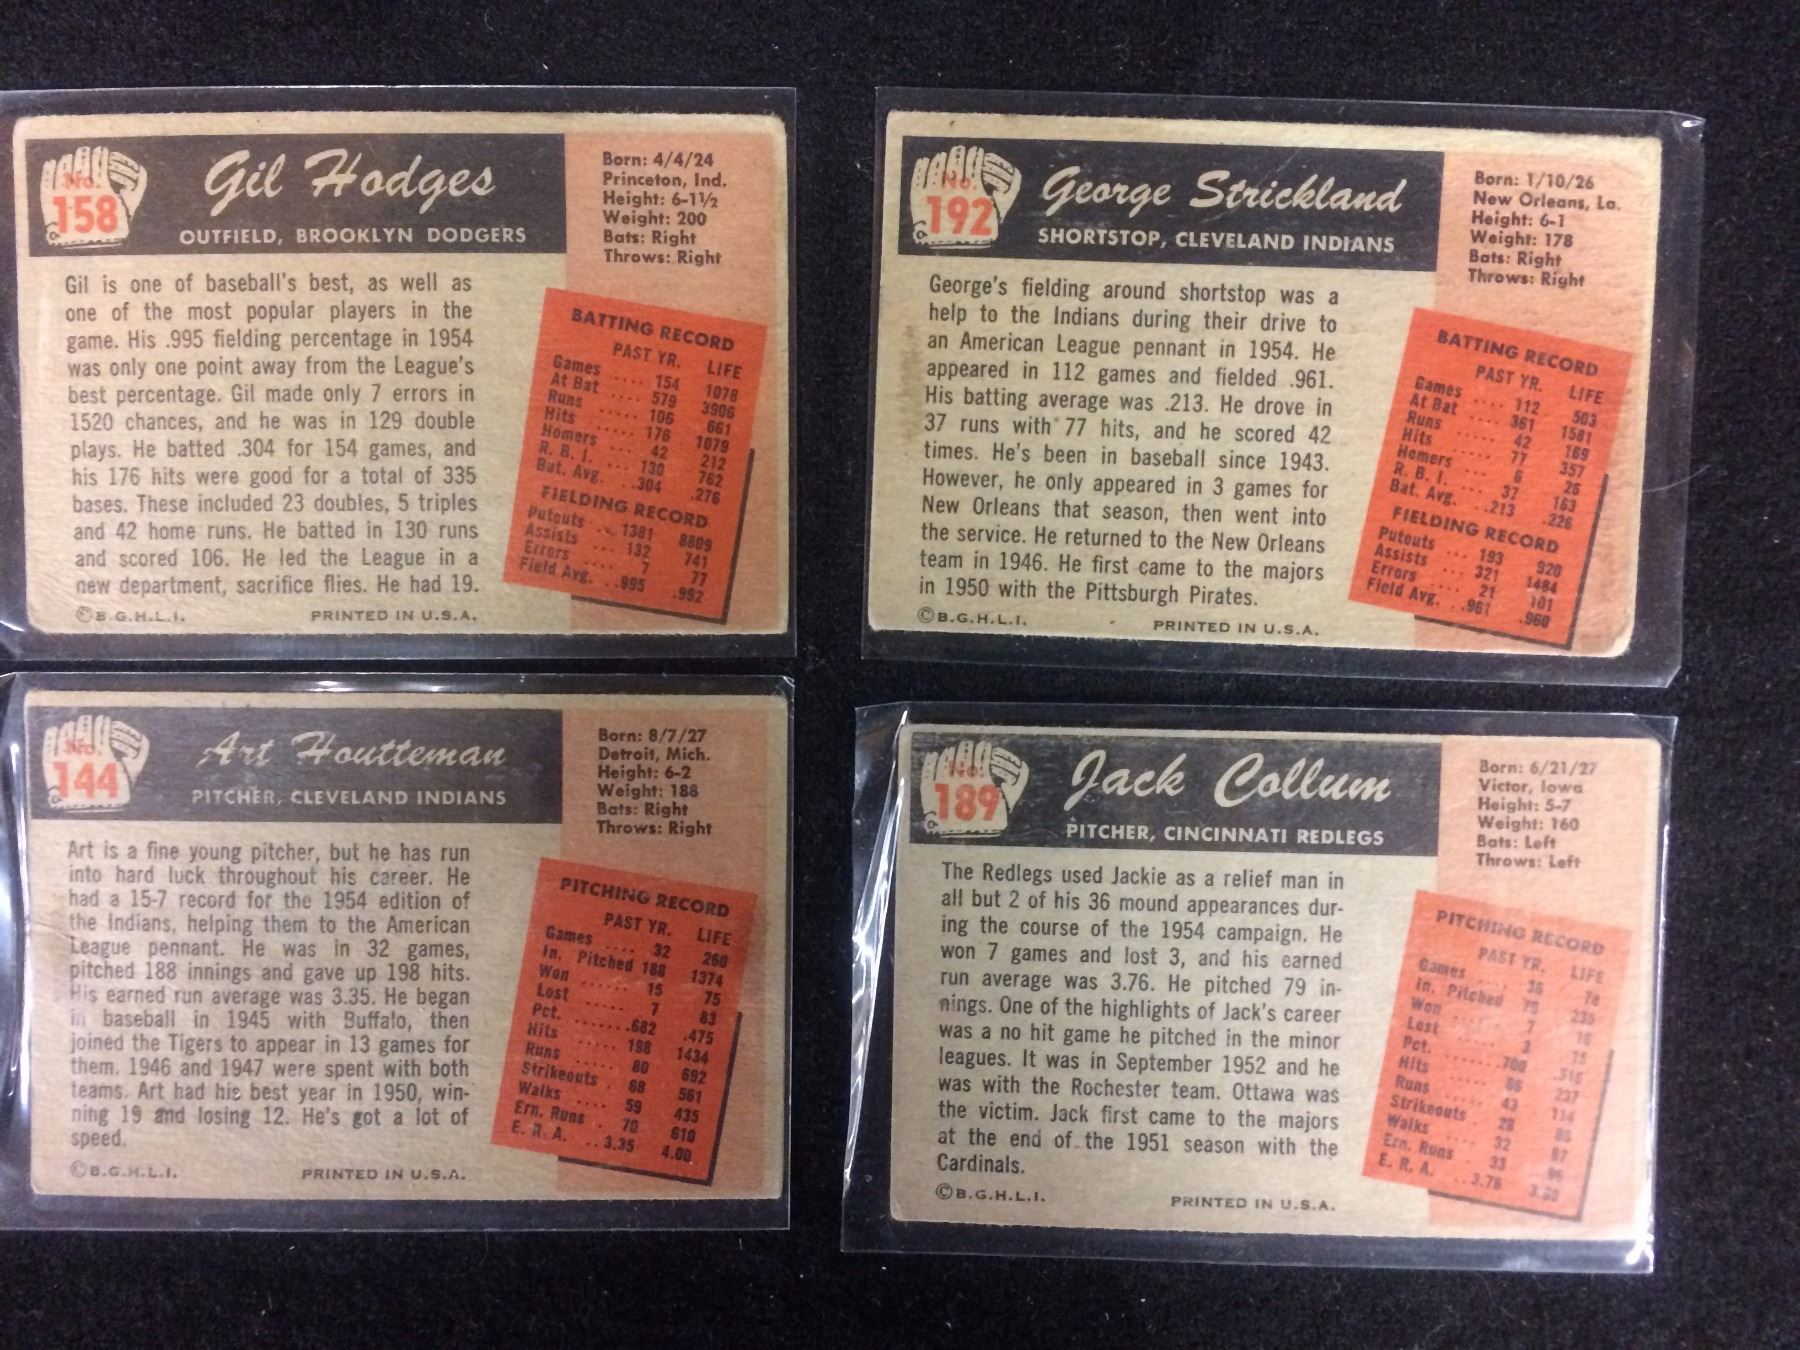 No.
158
Gil Hodges
OUTFIELD, BROOKLYN DODGERS
Born: 4/4/24
Princeton, Ind.
Height: 6-1½
Weight: 200
Bats: Right
Throws: Right
Gil is one of baseball's best, as well as
one of the most popular players in the
game. His .995 fielding percentage in 1954
was only one point away from the League's
best percentage. Gil made only 7 errors in
1520 chances, and he was in 129 double
plays. He batted .304 for 154 games, and
his 176 hits were good for a total of 335
bases. These included 23 doubles, 5 triples
and 42 home runs. He batted in 130 runs
and scored 106. He led the League in a
new department, sacrifice flies. He had 19.
BATTING RECORD
PAST YR. LIFE
Games .... 154 1078
At Bat .... 579 3906
Runs ..... 106 661
Hits ..... 176 1079
Homers .... 42 212
R. B. I. .... 130 762
Bat. Avg. ...304 .276
FIELDING RECORD
Putouts .. 1381 8809
Assists ... 132 741
Errors .... 7 77
Field Avg. ..995 .992
©B.G.H.L.I. PRINTED IN U.S.A.
No.
192
George Strickland
SHORTSTOP, CLEVELAND INDIANS
Born: 1/10/26
New Orleans, La.
Height: 6-1
Weight: 178
Bats: Right
Throws: Right
George's fielding around shortstop was a
help to the Indians during their drive to
an American League pennant in 1954. He
appeared in 112 games and fielded .961.
His batting average was .213. He drove in
37 runs with 77 hits, and he scored 42
times. He's been in baseball since 1943.
However, he only appeared in 3 games for
New Orleans that season, then went into
the service. He returned to the New Orleans
team in 1946. He first came to the majors
in 1950 with the Pittsburgh Pirates.
BATTING RECORD
PAST YR. LIFE
Games .... 112 503
At Bat .... 361 1581
Runs ..... 42 169
Hits ..... 77 357
Homers .... 6 26
R. B. I. .... 37 163
Bat. Avg. ...213 .226
FIELDING RECORD
Putouts ... 193 920
Assists ... 321 1484
Errors .... 21 101
Field Avg. ..961 .960
©B.G.H.L.I. PRINTED IN U.S.A.
No.
144
Art Houtteman
PITCHER, CLEVELAND INDIANS
Born: 8/7/27
Detroit, Mich.
Height: 6-2
Weight: 188
Bats: Right
Throws: Right
Art is a fine young pitcher, but he has run
into hard luck throughout his career. He
had a 15-7 record for the 1954 edition of
the Indians, helping them to the American
League pennant. He was in 32 games,
pitched 188 innings and gave up 198 hits.
His earned run average was 3.35. He began
in baseball in 1945 with Buffalo, then
joined the Tigers to appear in 13 games for
them. 1946 and 1947 were spent with both
teams. Art had his best year in 1950, win-
ning 19 and losing 12. He's got a lot of
speed.
PITCHING RECORD
PAST YR. LIFE
Games .... 32 260
In. Pitched 188 1374
Won ..... 15 75
Lost ..... 7 83
Pct. .......682 .475
Hits ..... 198 1434
Runs ..... 80 692
Strikeouts . 68 561
Walks .... 59 435
Ern. Runs . 70 610
E. R. A. ..3.35 4.00
©B.G.H.L.I. PRINTED IN U.S.A.
No.
189
Jack Collum
PITCHER, CINCINNATI REDLEGS
Born: 6/21/27
Victor, Iowa
Height: 5-7
Weight: 160
Bats: Left
Throws: Left
The Redlegs used Jackie as a relief man in
all but 2 of his 36 mound appearances dur-
ing the course of the 1954 campaign. He
won 7 games and lost 3, and his earned
run average was 3.76. He pitched 79 in-
nings. One of the highlights of Jack's career
was a no hit game he pitched in the minor
leagues. It was in September 1952 and he
was with the Rochester team. Ottawa was
the victim. Jack first came to the majors
at the end of the 1951 season with the
Cardinals.
PITCHING RECORD
PAST YR. LIFE
Games .... 36 78
In. Pitched 79 235
Won ..... 7 16
Lost ..... 3 15
Pct. .......700 .516
Hits ..... 86 237
Runs ..... 43 114
Strikeouts . 28
Walks .... 32
Ern. Runs . 33
E. R. A. ..3.76
©B.G.H.L.I. PRINTED IN U.S.A.